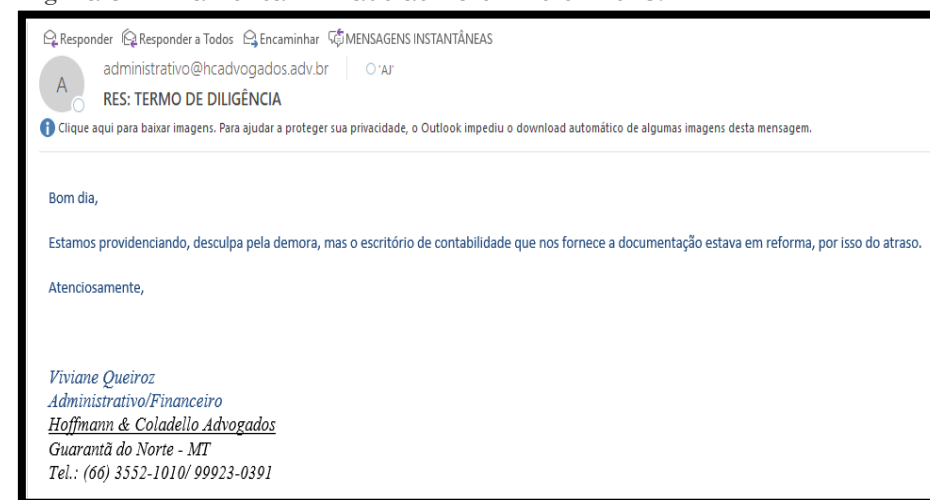 Responder Responder a Todos Encaminhar MENSAGENS INSTANTÂNEAS
administrativo@hcadvogados.adv.br 'AJ'
A
RES: TERMO DE DILIGÊNCIA
Clique aqui para baixar imagens. Para ajudar a proteger sua privacidade, o Outlook impediu o download automático de algumas imagens desta mensagem.
Bom dia,
Estamos providenciando, desculpa pela demora, mas o escritório de contabilidade que nos fornece a documentação estava em reforma, por isso do atraso.
Atenciosamente,
Viviane Queiroz
Administrativo/Financeiro
Hoffmann & Coladello Advogados
Guarantã do Norte - MT
Tel.: (66) 3552-1010/ 99923-0391